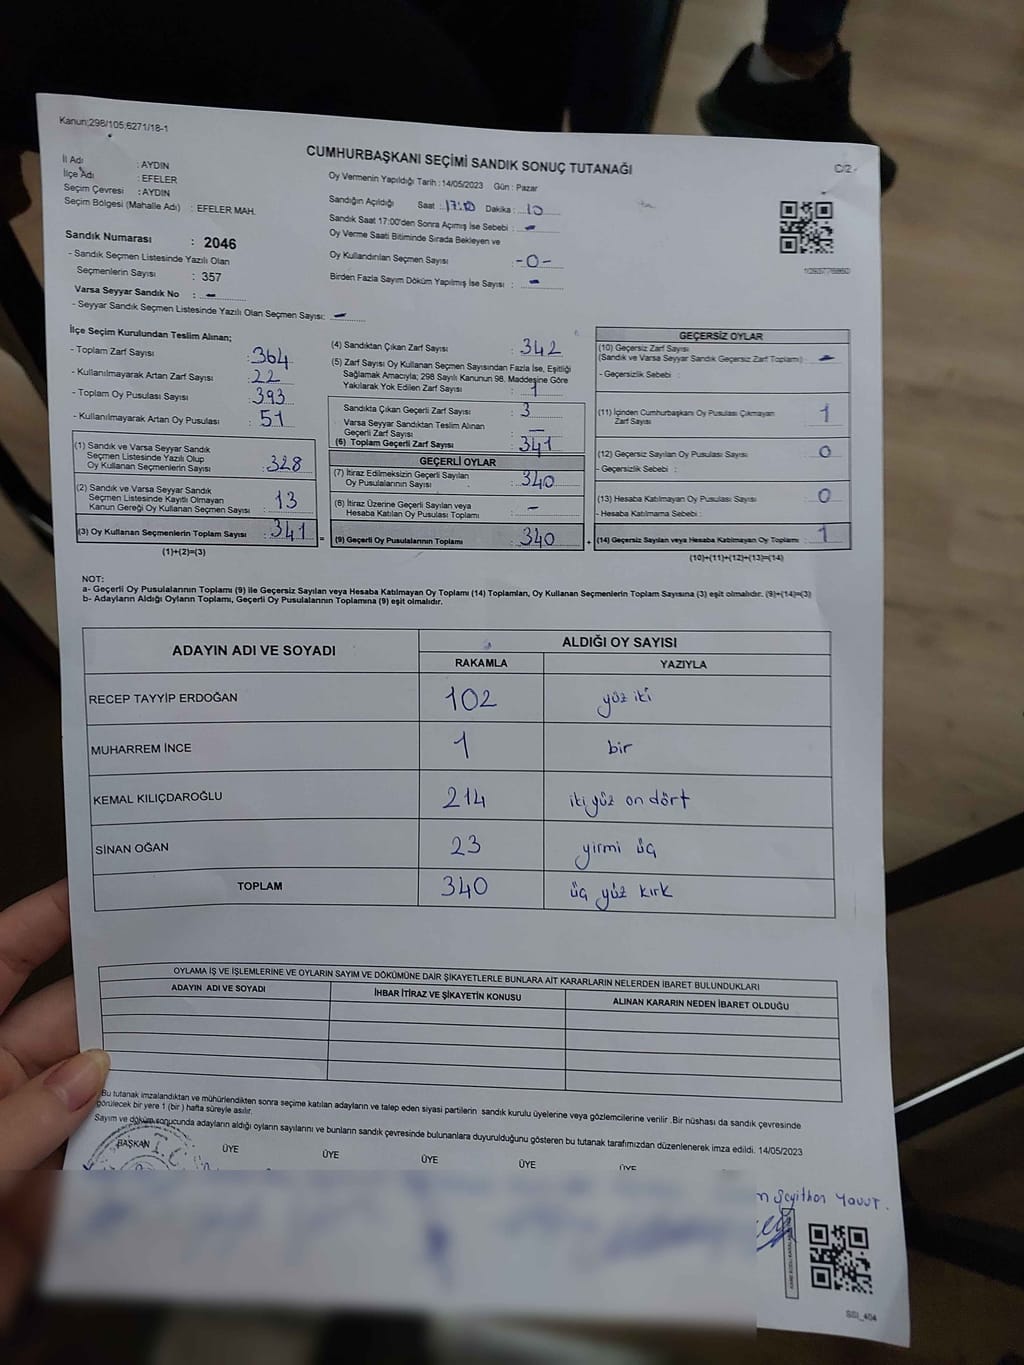 Kanun;298/105,6271/18-1
CUMHURBAŞKANI SEÇİMİ SANDIK SONUÇ TUTANAĞI
C/2-
İl Adı : AYDIN
İlçe Adı : EFELER
Seçim Çevresi : AYDIN
Seçim Bölgesi (Mahalle Adı) : EFELER MAH.
Oy Vermenin Yapıldığı Tarih : 14/05/2023 Gün : Pazar
Sandığın Açıldığı Saat : 17:10 Dakika : 10
Sandık Saat 17:00'den Sonra Açımış İse Sebebi : -
Oy Verme Saati Bitiminde Sırada Bekleyen ve
Oy Kullandırılan Seçmen Sayısı -0-
Birden Fazla Sayım Döküm Yapılmış İse Sayısı : -
Sandık Numarası : 2046
- Sandık Seçmen Listesinde Yazılı Olan
Seçmenlerin Sayısı : 357
Varsa Seyyar Sandık No : -
- Seyyar Sandık Seçmen Listesinde Yazılı Olan Seçmen Sayısı: -
İlçe Seçim Kurulundan Teslim Alınan;
- Toplam Zarf Sayısı : 364
- Kullanılmayarak Artan Zarf Sayısı : 22
- Toplam Oy Pusulası Sayısı : 393
- Kullanılmayarak Artan Oy Pusulası : 51
(1) Sandık ve Varsa Seyyar Sandık
Seçmen Listesinde Yazılı Olup
Oy Kullanan Seçmenlerin Sayısı : 328
(2) Sandık ve Varsa Seyyar Sandık
Seçmen Listesinde Kayıtlı Olmayan
Kanun Gereği Oy Kullanan Seçmen Sayısı : 13
(3) Oy Kullanan Seçmenlerin Toplam Sayısı : 341 =
(1)+(2)=(3)
(4) Sandıktan Çıkan Zarf Sayısı : 342
(5) Zarf Sayısı Oy Kullanan Seçmen Sayısından Fazla İse, Eşitliği
Sağlamak Amacıyla; 298 Sayılı Kanunun 98. Maddesine Göre
Yakılarak Yok Edilen Zarf Sayısı : 1
Sandıkta Çıkan Geçerli Zarf Sayısı : 3
Varsa Seyyar Sandıktan Teslim Alınan
Geçerli Zarf Sayısı : -
(6) Toplam Geçerli Zarf Sayısı : 341
GEÇERLİ OYLAR
(7) İtiraz Edilmeksizin Geçerli Sayılan
Oy Pusulalarının Sayısı : 340
(8) İtiraz Üzerine Geçerli Sayılan veya
Hesaba Katılan Oy Pusulası Toplamı : -
(9) Geçerli Oy Pusulalarının Toplamı : 340 +
GEÇERSİZ OYLAR
(10) Geçersiz Zarf Sayısı
(Sandık ve Varsa Seyyar Sandık Geçersiz Zarf Toplamı) : -
- Geçersizlik Sebebi :
(11) İçinden Cumhurbaşkanı Oy Pusulası Çıkmayan
Zarf Sayısı : 1
(12) Geçersiz Sayılan Oy Pusulası Sayısı : 0
- Geçersizlik Sebebi :
(13) Hesaba Katılmayan Oy Pusulası Sayısı : 0
- Hesaba Katılmama Sebebi :
(14) Geçersiz Sayılan veya Hesaba Katılmayan Oy Toplamı : 1
(10)+(11)+(12)+(13)=(14)
NOT:
a- Geçerli Oy Pusulalarının Toplamı (9) ile Geçersiz Sayılan veya Hesaba Katılmayan Oy Toplamı (14) Toplamları, Oy Kullanan Seçmenlerin Toplam Sayısına (3) eşit olmalıdır. (9)+(14)=(3)
b- Adayların Aldığı Oyların Toplamı, Geçerli Oy Pusulalarının Toplamına (9) eşit olmalıdır.
ADAYIN ADI VE SOYADI ALDIĞI OY SAYISI
RAKAMLA YAZIYLA
RECEP TAYYİP ERDOĞAN 102 yüz iki
MUHARREM İNCE 1 bir
KEMAL KILIÇDAROĞLU 214 iki yüz on dört
SİNAN OĞAN 23 yirmi üç
TOPLAM 340 üç yüz kırk
OYLAMA İŞ VE İŞLEMLERİNE VE OYLARIN SAYIM VE DÖKÜMÜNE DAİR ŞİKAYETLERLE BUNLARA AİT KARARLARIN NELERDEN İBARET BULUNDUKLARI
ADAYIN ADI VE SOYADI İHBAR İTİRAZ VE ŞİKAYETİN KONUSU ALINAN KARARIN NEDEN İBARET OLDUĞU
Bu tutanak imzalandıktan ve mühürlendikten sonra seçime katılan adayların ve talep eden siyasi partilerin sandık kurulu üyelerine veya gözlemcilerine verilir. Bir nüshası da sandık çevresinde
görülecek bir yere 1 (bir) hafta süreyle asılır.
Sayım ve döküm sonucunda adayların aldığı oyların sayılarını ve bunların sandık çevresinde bulunanlara duyurulduğunu gösteren bu tutanak tarafımızdan düzenlenerek imza edildi. 14/05/2023
BAŞKAN ÜYE ÜYE ÜYE ÜYE ÜYE
SSI_404